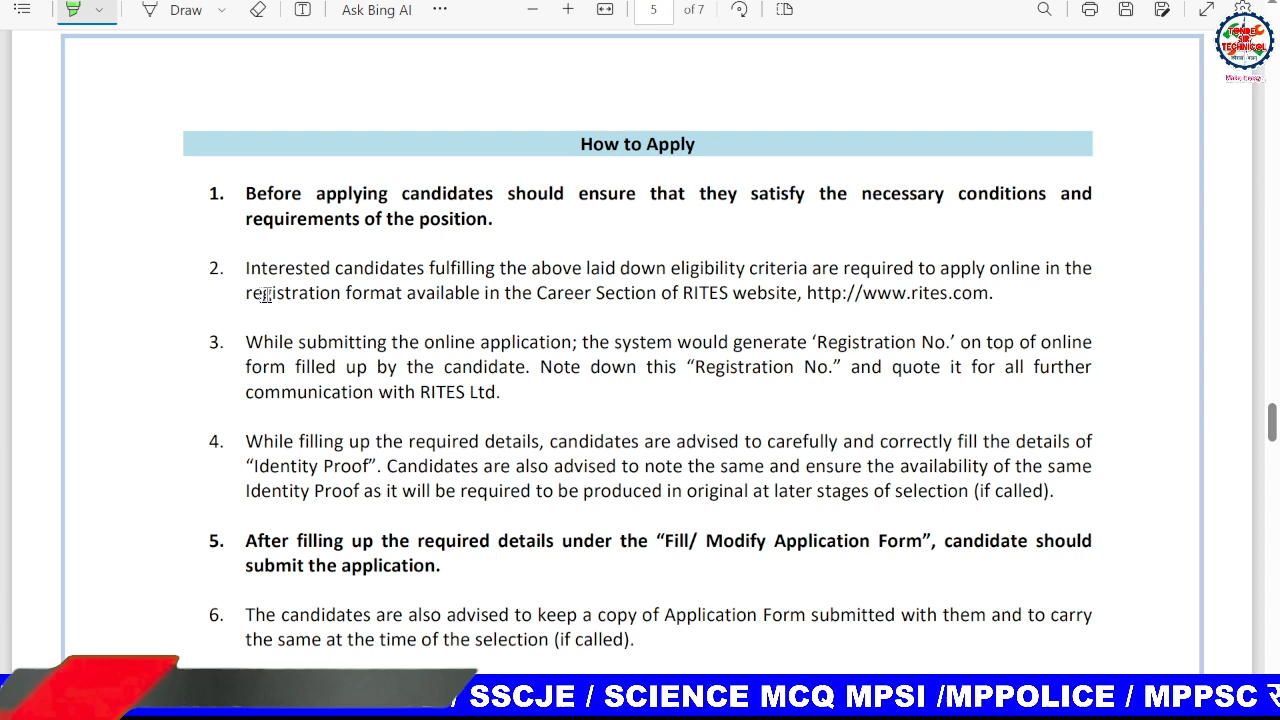 Draw
Ask Bing AI
5 of 7
TONDE
SIR
TECHNICOL
How to Apply
1. Before applying candidates should ensure that they satisfy the necessary conditions and
requirements of the position.
2. Interested candidates fulfilling the above laid down eligibility criteria are required to apply online in the
registration format available in the Career Section of RITES website, http://www.rites.com.
3. While submitting the online application; the system would generate ‘Registration No.’ on top of online
form filled up by the candidate. Note down this “Registration No.” and quote it for all further
communication with RITES Ltd.
4. While filling up the required details, candidates are advised to carefully and correctly fill the details of
“Identity Proof”. Candidates are also advised to note the same and ensure the availability of the same
Identity Proof as it will be required to be produced in original at later stages of selection (if called).
5. After filling up the required details under the “Fill/ Modify Application Form”, candidate should
submit the application.
6. The candidates are also advised to keep a copy of Application Form submitted with them and to carry
the same at the time of the selection (if called).
/ SSCJE / SCIENCE MCQ MPSI /MPPOLICE / MPPSC